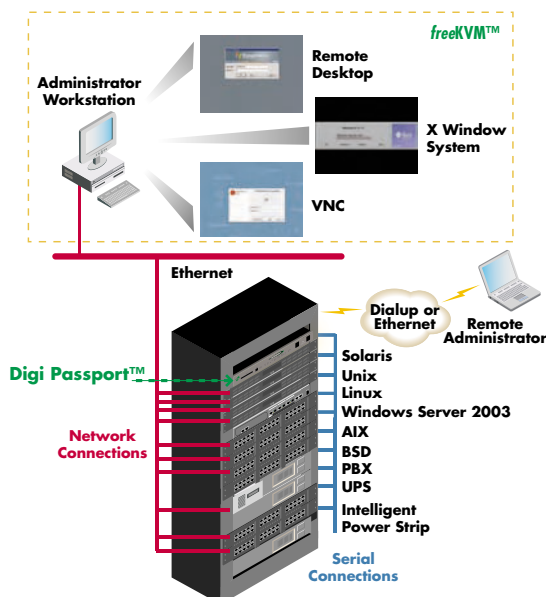 freeKVM™
Administrator
Workstation
Remote
Desktop
X Window
System
VNC
Ethernet
Dialup or
Ethernet
Remote
Administrator
Digi Passport™
Solaris
Unix
Linux
Windows Server 2003
AIX
BSD
PBX
UPS
Intelligent
Power Strip
Network
Connections
Serial
Connections